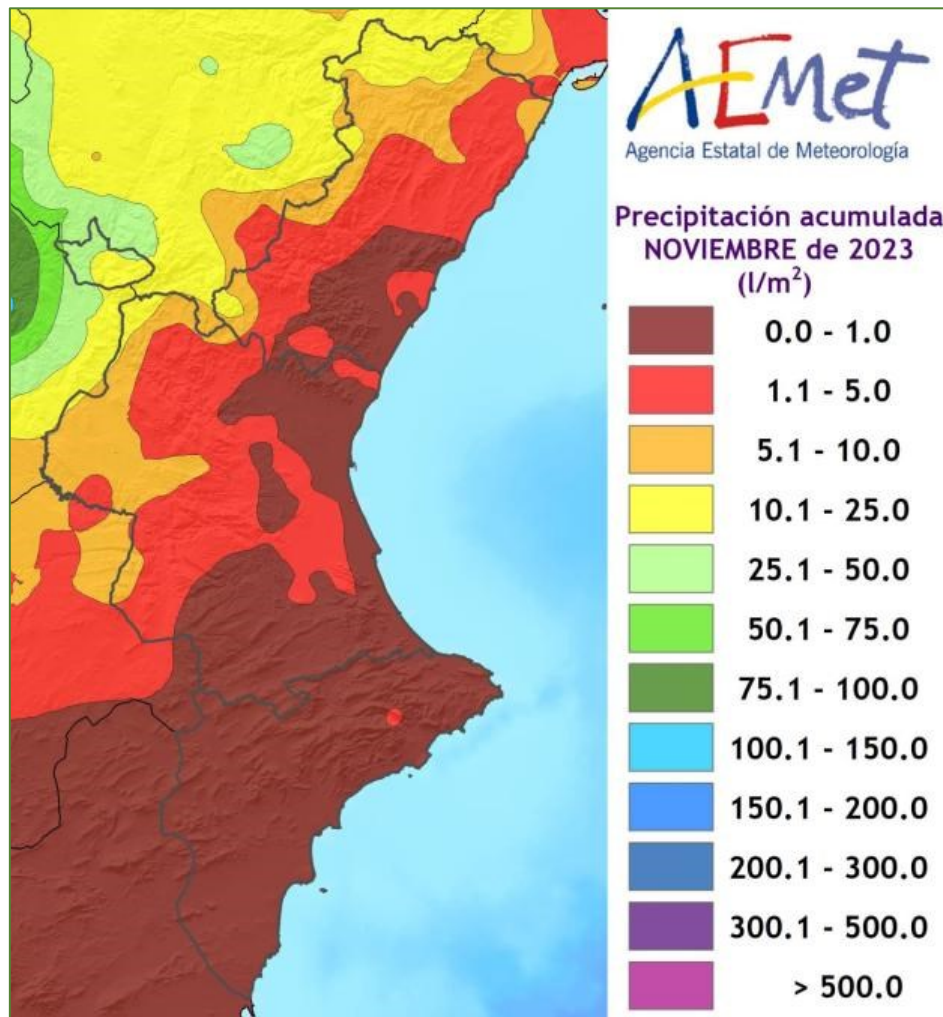 AEMet
Agencia Estatal de Meteorología
Precipitación acumulada
NOVIEMBRE de 2023
(l/m²)
0.0 - 1.0
1.1 - 5.0
5.1 - 10.0
10.1 - 25.0
25.1 - 50.0
50.1 - 75.0
75.1 - 100.0
100.1 - 150.0
150.1 - 200.0
200.1 - 300.0
300.1 - 500.0
> 500.0